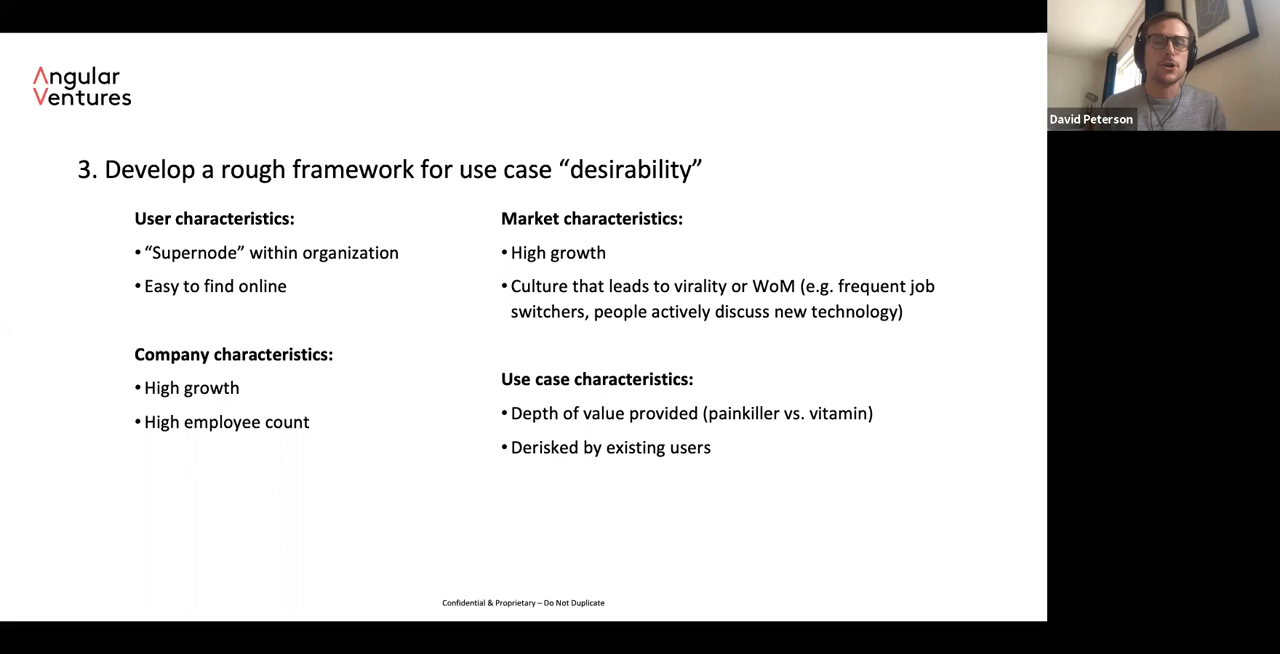 Angular
Ventures
3. Develop a rough framework for use case “desirability”
User characteristics:
• “Supernode” within organization
• Easy to find online
Company characteristics:
• High growth
• High employee count
Market characteristics:
• High growth
• Culture that leads to virality or WoM (e.g. frequent job
switchers, people actively discuss new technology)
Use case characteristics:
• Depth of value provided (painkiller vs. vitamin)
• Derisked by existing users
Confidential & Proprietary – Do Not Duplicate
David Peterson